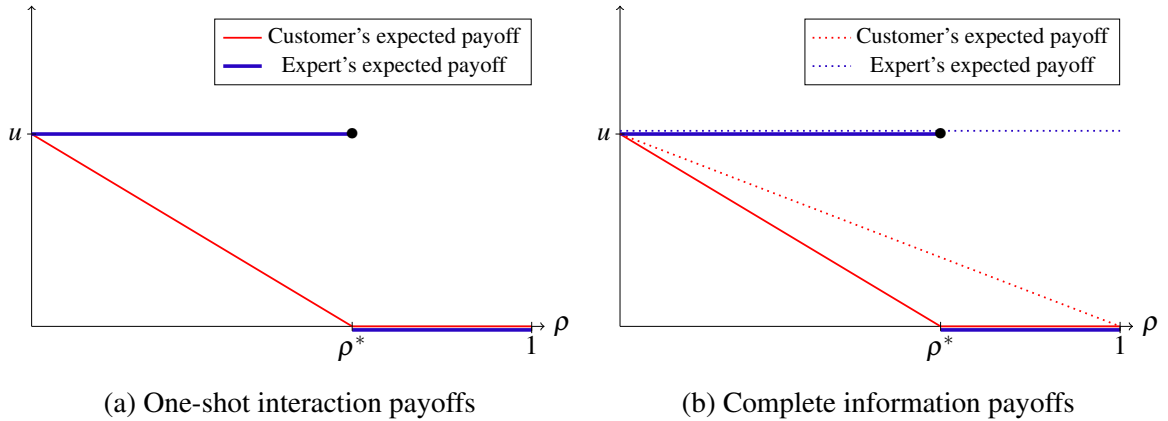 Customer's expected payoff
Expert's expected payoff
u
ρ*
1
ρ
(a) One-shot interaction payoffs
Customer's expected payoff
Expert's expected payoff
u
ρ*
1
ρ
(b) Complete information payoffs